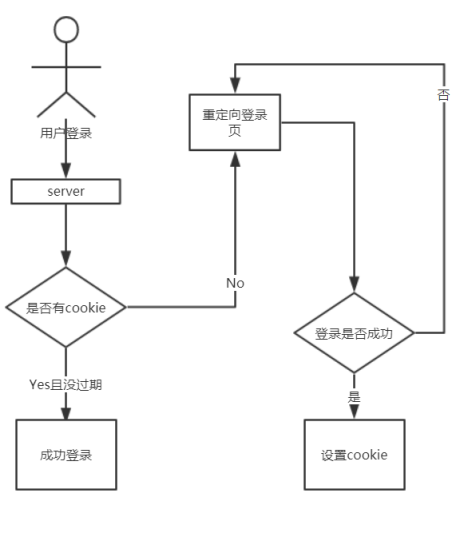 用户登录
server
是否有cookie
Yes且没过期
成功登录
No
重定向登录
页
否
登录是否成功
是
设置cookie